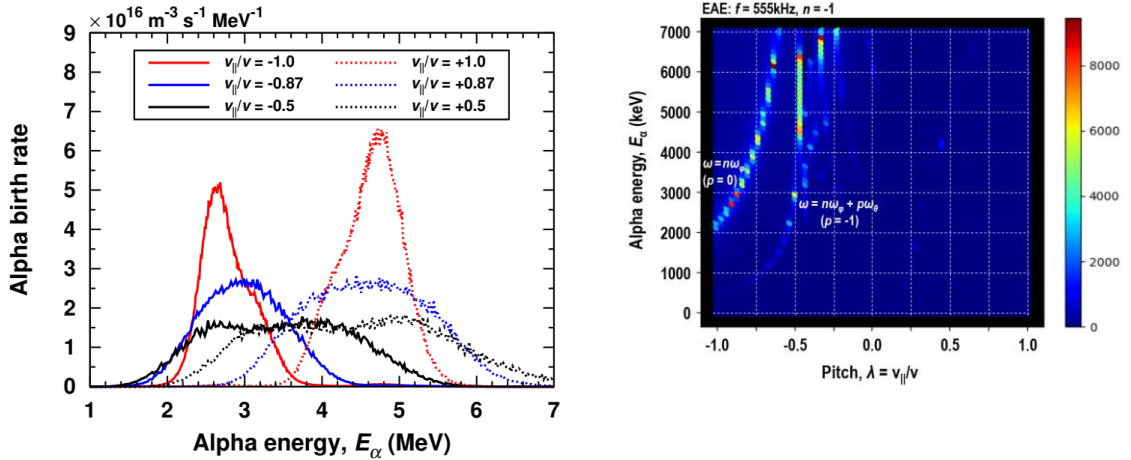 × 10¹⁶ m⁻³ s⁻¹ MeV⁻¹
9
8
7
6
5
4
3
2
1
0
Alpha birth rate
v||/v = -1.0
v||/v = +1.0
v||/v = -0.87
v||/v = +0.87
v||/v = -0.5
v||/v = +0.5
1 2 3 4 5 6 7
Alpha energy, Eα (MeV)
EAE: f = 555kHz, n = -1
7000
6000
5000
4000
3000
2000
1000
0
Alpha energy, Eα (keV)
ω = nωφ
(p = 0)
ω = nωφ + pωθ
(p = -1)
-1.0 -0.5 0.0 0.5 1.0
Pitch, λ = v||/v
8000
6000
4000
2000
0